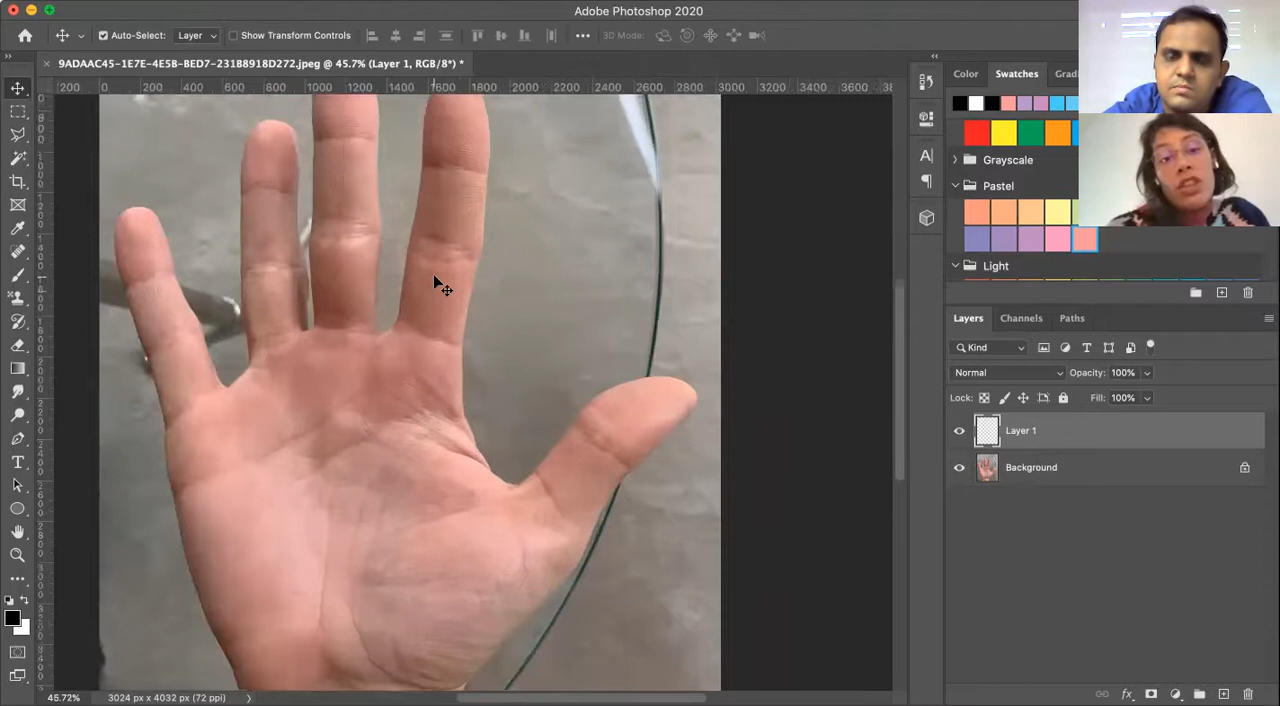 Adobe Photoshop 2020
Auto-Select: Layer Show Transform Controls ••• 3D Mode:
9ADAAC45-1E7E-4E5B-BED7-231B8918D272.jpeg @ 45.7% (Layer 1, RGB/8*) *
200 0 200 400 600 800 1000 1200 1400 1600 1800 2000 2200 2400 2600 2800 3000 3200 3400 3600
Color Swatches Gradi
Grayscale
Pastel
Light
Layers Channels Paths
Kind
Normal Opacity: 100%
Lock: Fill: 100%
Layer 1
Background
45.72% 3024 px x 4032 px (72 ppi)